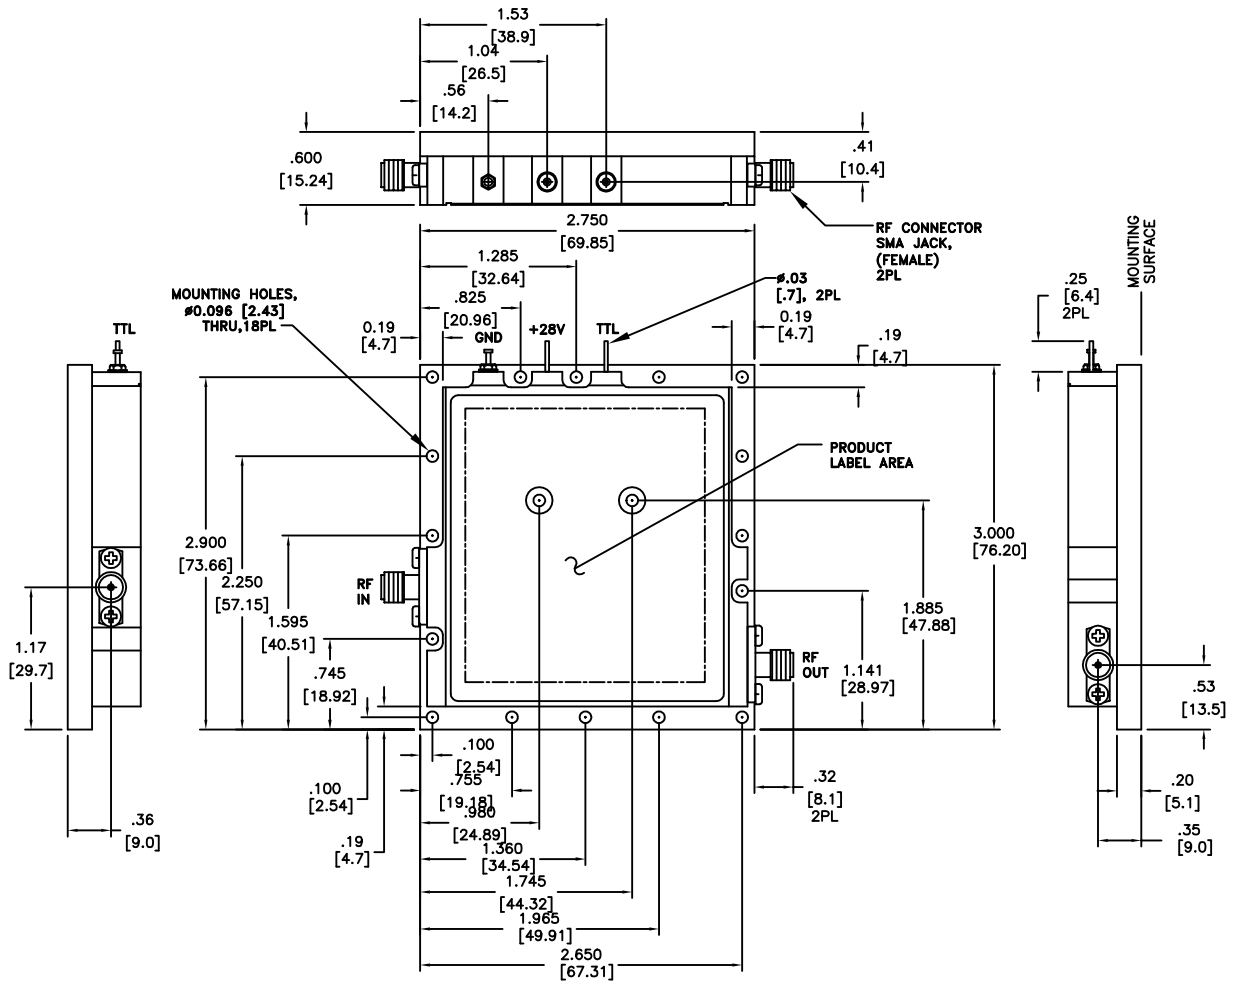 1.53
[38.9]
1.04
[26.5]
.56
[14.2]
.600
[15.24]
.41
[10.4]
RF CONNECTOR
SMA JACK,
(FEMALE)
2PL
2.750
[69.85]
1.285
[32.64]
.825
[20.96]
MOUNTING HOLES,
ø0.096 [2.43]
THRU,18PL
0.19
[4.7]
GND
+28V
TTL
ø.03
[.7], 2PL
0.19
[4.7]
.19
[4.7]
MOUNTING
SURFACE
.25
[6.4]
2PL
TTL
PRODUCT
LABEL AREA
2.900
[73.66]
2.250
[57.15]
1.595
[40.51]
.745
[18.92]
RF
IN
3.000
[76.20]
1.885
[47.88]
1.141
[28.97]
RF
OUT
1.17
[29.7]
.53
[13.5]
.36
[9.0]
.100
[2.54]
.19
[4.7]
.100
[2.54]
.755
[19.18]
.980
[24.89]
1.360
[34.54]
1.745
[44.32]
1.965
[49.91]
2.650
[67.31]
.32
[8.1]
2PL
.20
[5.1]
.35
[9.0]